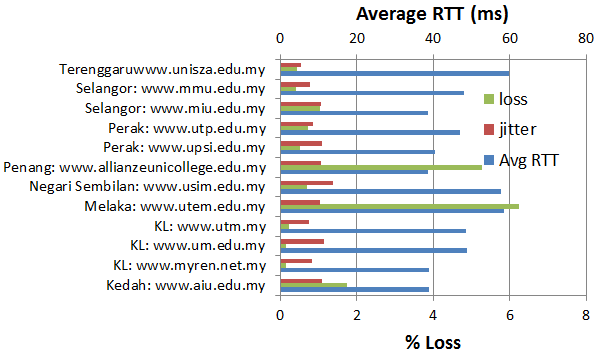 Average RTT (ms)
0 20 40 60 80
Terenggaruwww.unisza.edu.my
Selangor: www.mmu.edu.my
Selangor: www.miu.edu.my
Perak: www.utp.edu.my
Perak: www.upsi.edu.my
Penang: www.allianzeunicollege.edu.my
Negari Sembilan: www.usim.edu.my
Melaka: www.utem.edu.my
KL: www.utm.my
KL: www.um.edu.my
KL: www.myren.net.my
Kedah: www.aiu.edu.my
loss
jitter
Avg RTT
0 2 4 6 8
% Loss